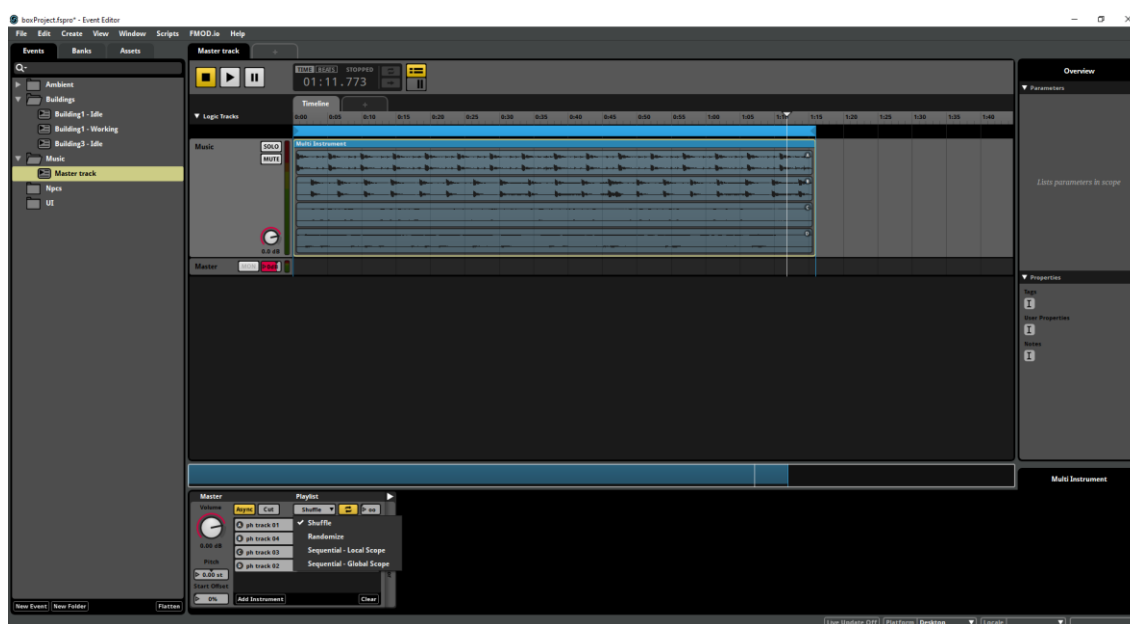 boxProject.fspro* - Event Editor
File Edit Create View Window Scripts FMOD.io Help
Events Banks Assets
Master track +
Ambient
Buildings
Building1 - Idle
Building1 - Working
Building3 - Idle
Music
Master track
Npcx
UI
New Event New Folder Flatten
TIME BEATS STOPPED
01:11.773
Timeline +
Logic Tracks
0:00 0:05 0:10 0:15 0:20 0:25 0:30 0:35 0:40 0:45 0:50 0:55 1:00 1:05 1:15 1:20 1:25 1:30 1:35 1:40
Music SOLO
MUTE
Multi Instrument
A
C
D
0.0 dB
Master
Overview
Parameters
Lists parameters in scope
Properties
Tags
User Properties
Notes
Multi Instrument
Master Playlist
Volume Async Cut Shuffle
0.00 dB
Pitch
0.00 st
Start Offset
0%
ph track 01
ph track 04
ph track 03
ph track 02
Add Instrument Clear
Shuffle
Randomize
Sequential - Local Scope
Sequential - Global Scope
Live Update Off Platform Desktop Locale